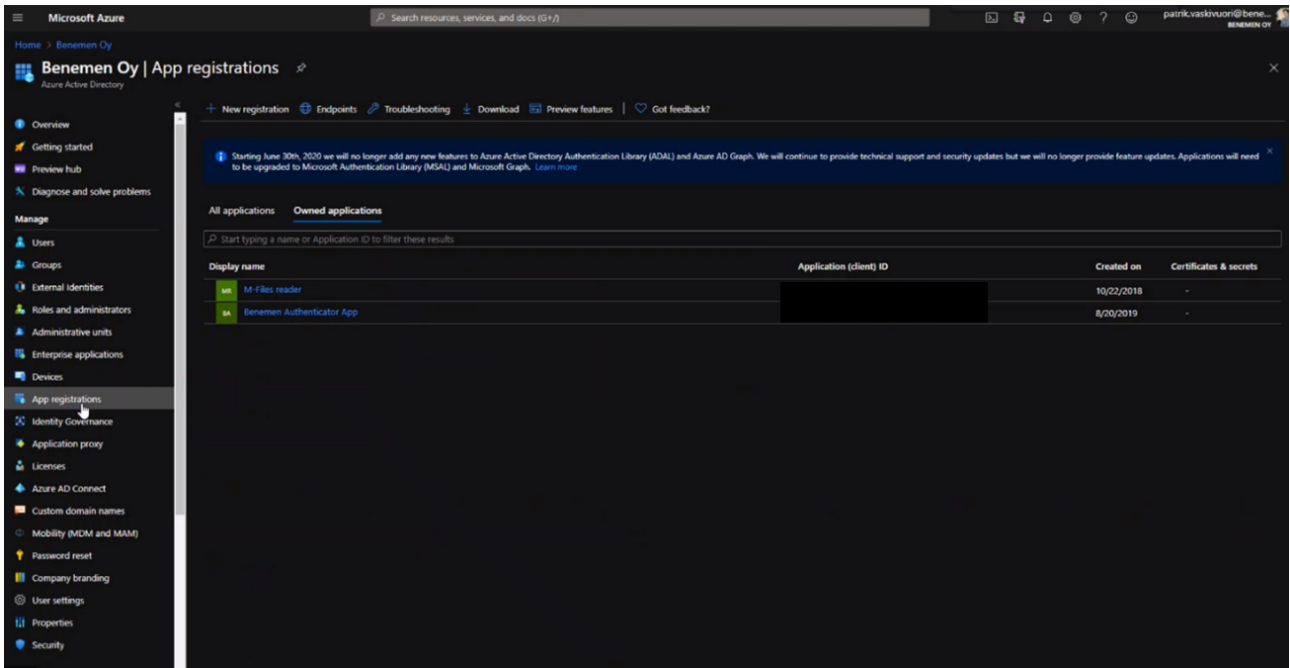 Microsoft Azure
Search resources, services, and docs (G+/)
patrik.vaskivuori@bene...
BENEMEN OY
Home > Benemen Oy
Benemen Oy | App registrations
Azure Active Directory
New registration Endpoints Troubleshooting Download Preview features Got feedback?
Starting June 30th, 2020 we will no longer add any new features to Azure Active Directory Authentication Library (ADAL) and Azure AD Graph. We will continue to provide technical support and security updates but we will no longer provide feature updates. Applications will need
to be upgraded to Microsoft Authentication Library (MSAL) and Microsoft Graph. Learn more
Overview
Getting started
Preview hub
Diagnose and solve problems
Manage
Users
Groups
External Identities
Roles and administrators
Administrative units
Enterprise applications
Devices
App registrations
Identity Governance
Application proxy
Licenses
Azure AD Connect
Custom domain names
Mobility (MDM and MAM)
Password reset
Company branding
User settings
Properties
Security
All applications Owned applications
Start typing a name or Application ID to filter these results
Display name Application (client) ID Created on Certificates & secrets
MR M-Files reader 10/22/2018 -
BA Benemen Authenticator App 8/20/2019 -